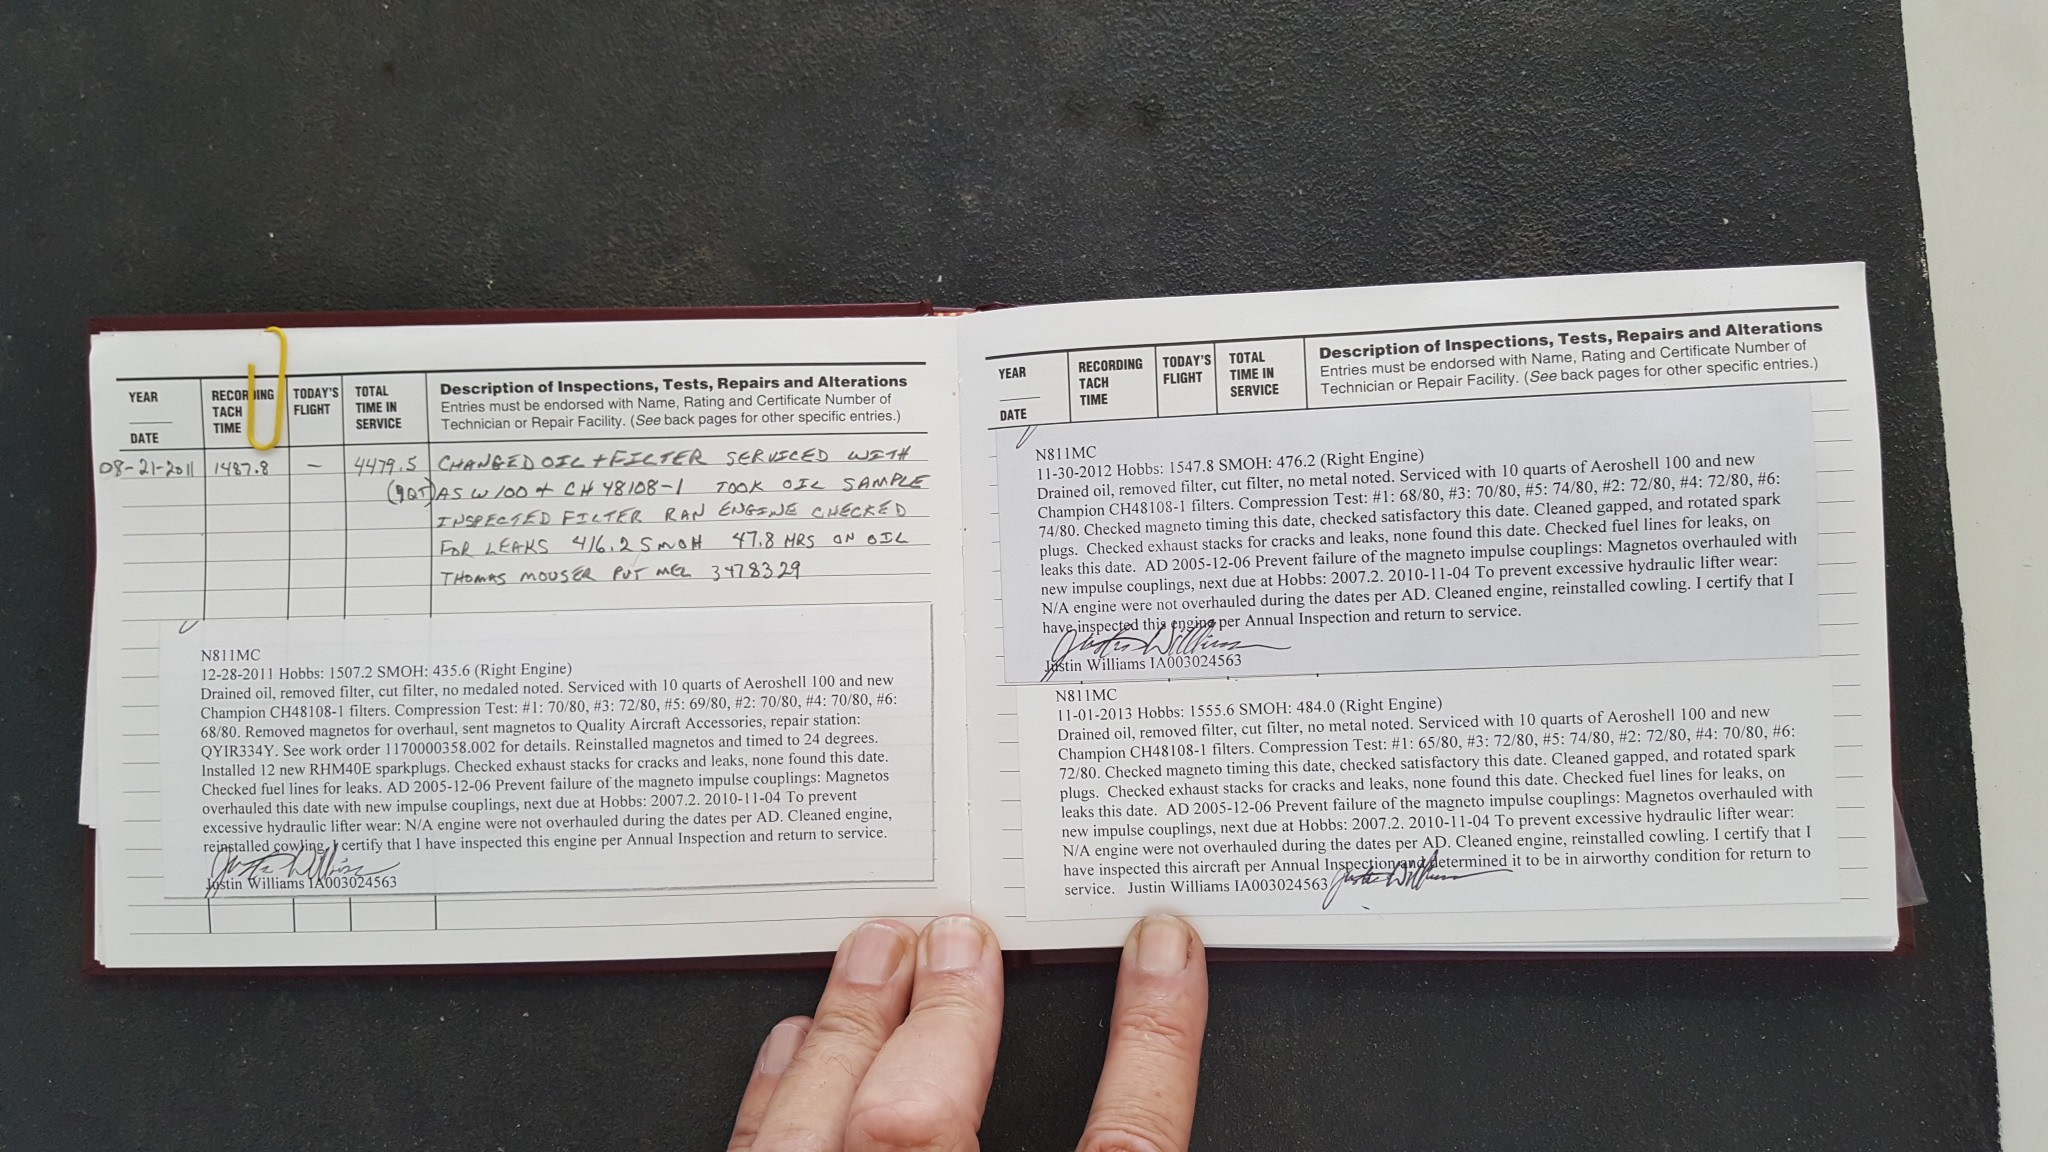 YEAR
DATE
RECORDING
TACH
TIME
TODAY'S
FLIGHT
TOTAL
TIME IN
SERVICE
Description of Inspections, Tests, Repairs and Alterations
Entries must be endorsed with Name, Rating and Certificate Number of
Technician or Repair Facility. (See back pages for other specific entries.)
08-21-2011 1487.8 – 4479.5 CHANGED OIL + FILTER SERVICED WITH
(9QT) AS W100 + CH 48108-1 TOOK OIL SAMPLE
INSPECTED FILTER RAN ENGINE CHECKED
FOR LEAKS 416.2 SMOH 47.8 HRS ON OIL
THOMAS MOUSER PVT MEL 3478329
N811MC
12-28-2011 Hobbs: 1507.2 SMOH: 435.6 (Right Engine)
Drained oil, removed filter, cut filter, no medaled noted. Serviced with 10 quarts of Aeroshell 100 and new
Champion CH48108-1 filters. Compression Test: #1: 70/80, #3: 72/80, #5: 69/80, #2: 70/80, #4: 70/80, #6:
68/80. Removed magnetos for overhaul, sent magnetos to Quality Aircraft Accessories, repair station:
QYIR334Y. See work order 1170000358.002 for details. Reinstalled magnetos and timed to 24 degrees.
Installed 12 new RHM40E sparkplugs. Checked exhaust stacks for cracks and leaks, none found this date.
Checked fuel lines for leaks. AD 2005-12-06 Prevent failure of the magneto impulse couplings: Magnetos
overhauled this date with new impulse couplings, next due at Hobbs: 2007.2. 2010-11-04 To prevent
excessive hydraulic lifter wear: N/A engine were not overhauled during the dates per AD. Cleaned engine,
reinstalled cowling. I certify that I have inspected this engine per Annual Inspection and return to service.
Justin Williams
Justin Williams IA003024563
YEAR
DATE
RECORDING
TACH
TIME
TODAY'S
FLIGHT
TOTAL
TIME IN
SERVICE
Description of Inspections, Tests, Repairs and Alterations
Entries must be endorsed with Name, Rating and Certificate Number of
Technician or Repair Facility. (See back pages for other specific entries.)
N811MC
11-30-2012 Hobbs: 1547.8 SMOH: 476.2 (Right Engine)
Drained oil, removed filter, cut filter, no metal noted. Serviced with 10 quarts of Aeroshell 100 and new
Champion CH48108-1 filters. Compression Test: #1: 68/80, #3: 70/80, #5: 74/80, #2: 72/80, #4: 72/80, #6:
74/80. Checked magneto timing this date, checked satisfactory this date. Cleaned gapped, and rotated spark
plugs. Checked exhaust stacks for cracks and leaks, none found this date. Checked fuel lines for leaks, on
leaks this date. AD 2005-12-06 Prevent failure of the magneto impulse couplings: Magnetos overhauled with
new impulse couplings, next due at Hobbs: 2007.2. 2010-11-04 To prevent excessive hydraulic lifter wear:
N/A engine were not overhauled during the dates per AD. Cleaned engine, reinstalled cowling. I certify that I
have inspected this engine per Annual Inspection and return to service.
Justin Williams
Justin Williams IA003024563
N811MC
11-01-2013 Hobbs: 1555.6 SMOH: 484.0 (Right Engine)
Drained oil, removed filter, cut filter, no metal noted. Serviced with 10 quarts of Aeroshell 100 and new
Champion CH48108-1 filters. Compression Test: #1: 65/80, #3: 72/80, #5: 74/80, #2: 72/80, #4: 70/80, #6:
72/80. Checked magneto timing this date, checked satisfactory this date. Cleaned gapped, and rotated spark
plugs. Checked exhaust stacks for cracks and leaks, none found this date. Checked fuel lines for leaks, on
leaks this date. AD 2005-12-06 Prevent failure of the magneto impulse couplings: Magnetos overhauled with
new impulse couplings, next due at Hobbs: 2007.2. 2010-11-04 To prevent excessive hydraulic lifter wear:
N/A engine were not overhauled during the dates per AD. Cleaned engine, reinstalled cowling. I certify that I
have inspected this aircraft per Annual Inspection and determined it to be in airworthy condition for return to
service. Justin Williams IA003024563 Justin Williams